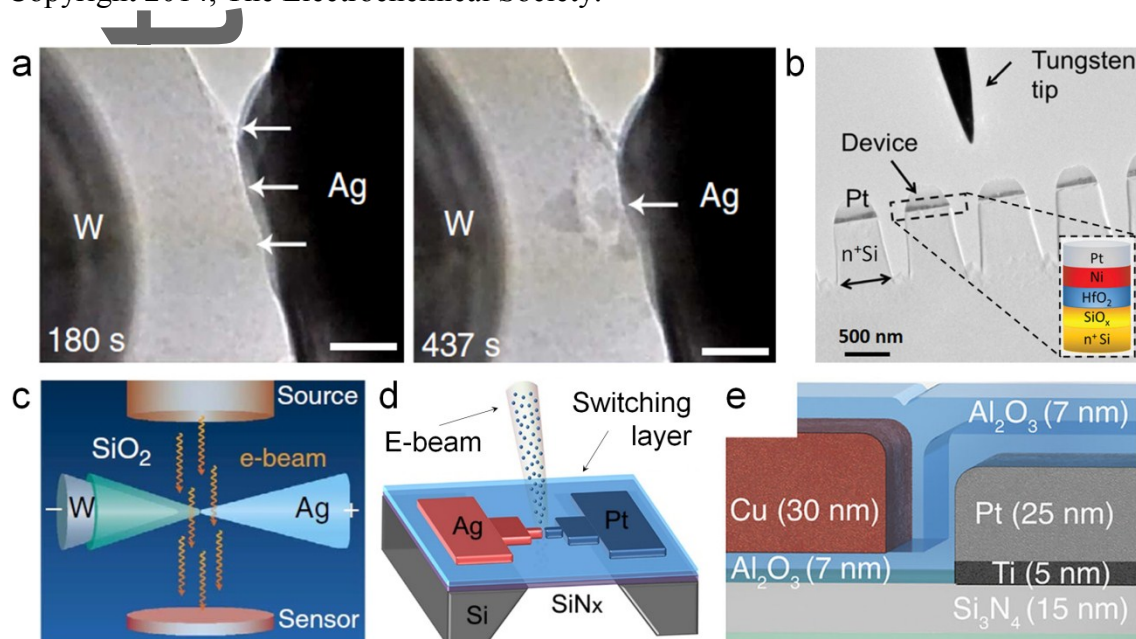 Copyright 2014, The Electrochemical Society.
a
W
Ag
180 s
W
Ag
437 s
b
Tungsten
tip
Device
Pt
n⁺Si
500 nm
Pt
Ni
HfO₂
SiOₓ
n⁺ Si
c
Source
SiO₂
e-beam
− W
Ag +
Sensor
d
E-beam
Switching
layer
Ag
Pt
Si
SiNx
e
Al₂O₃ (7 nm)
Cu (30 nm)
Pt (25 nm)
Al₂O₃ (7 nm)
Ti (5 nm)
Si₃N₄ (15 nm)